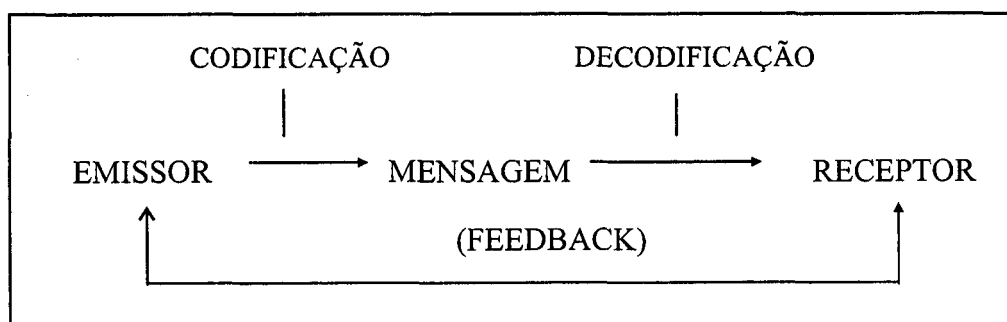 CODIFICAÇÃO DECODIFICAÇÃO
EMISSOR MENSAGEM RECEPTOR
(FEEDBACK)